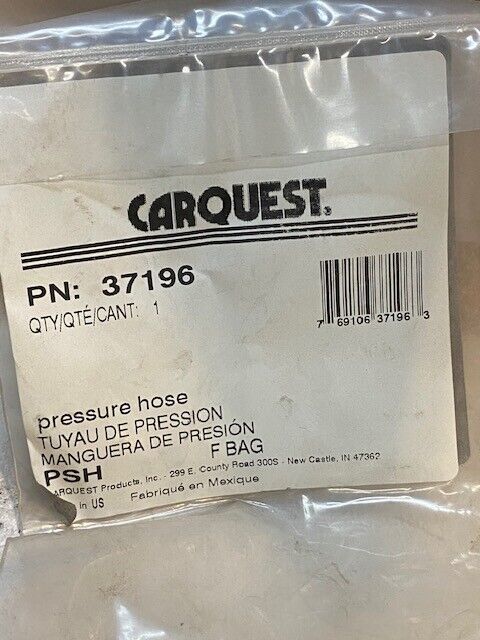 CARQUEST.
PN: 37196
QTY/QTÉ/CANT: 1
7 69106 37196 3
pressure hose
TUYAU DE PRESSION
MANGUERA DE PRESIÓN
F BAG
PSH
ARQUEST Products, Inc. - 299 E. County Road 300S - New Castle, IN 47362
in US Fabriqué en Mexique